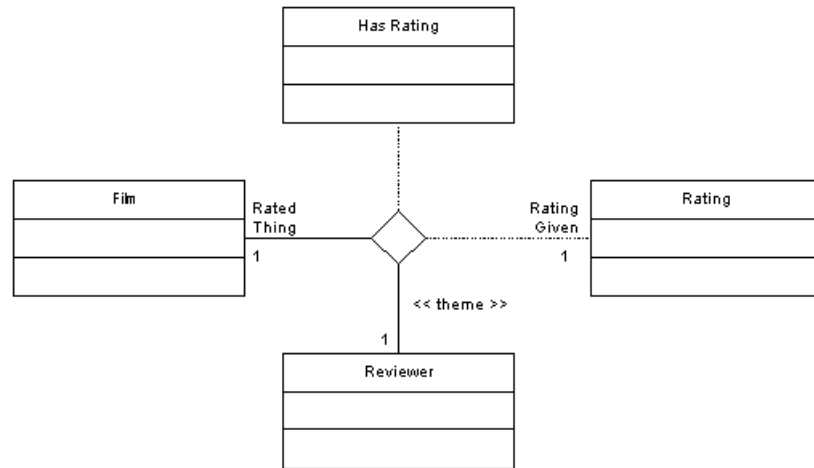 Has Rating
Film
Rated
Thing
1
Rating
Given
1
Rating
<< theme >>
1
Reviewer